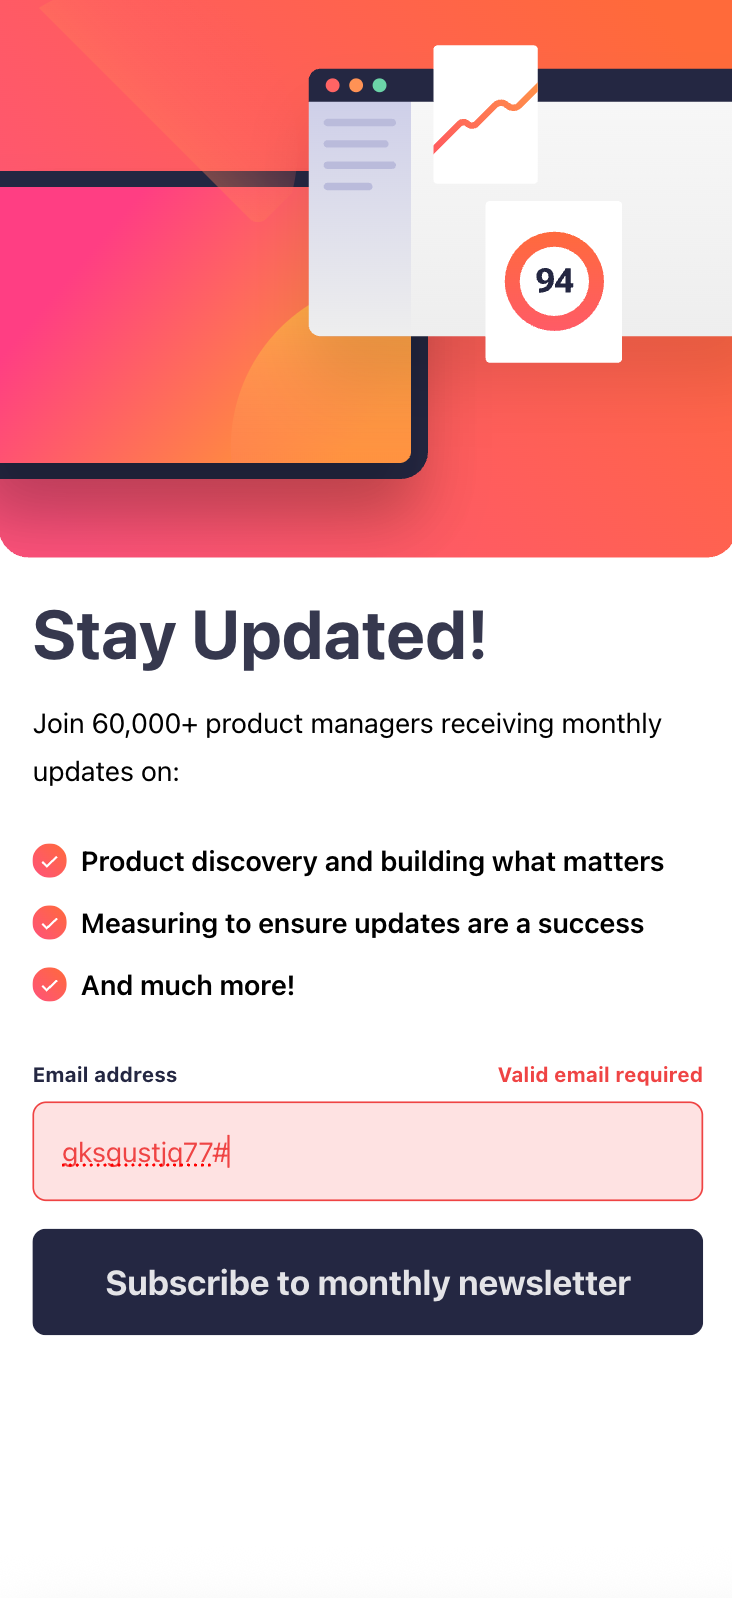 94
Stay Updated!
Join 60,000+ product managers receiving monthly
updates on:
Product discovery and building what matters
Measuring to ensure updates are a success
And much more!
Email address
Valid email required
gksgustjq77#
Subscribe to monthly newsletter